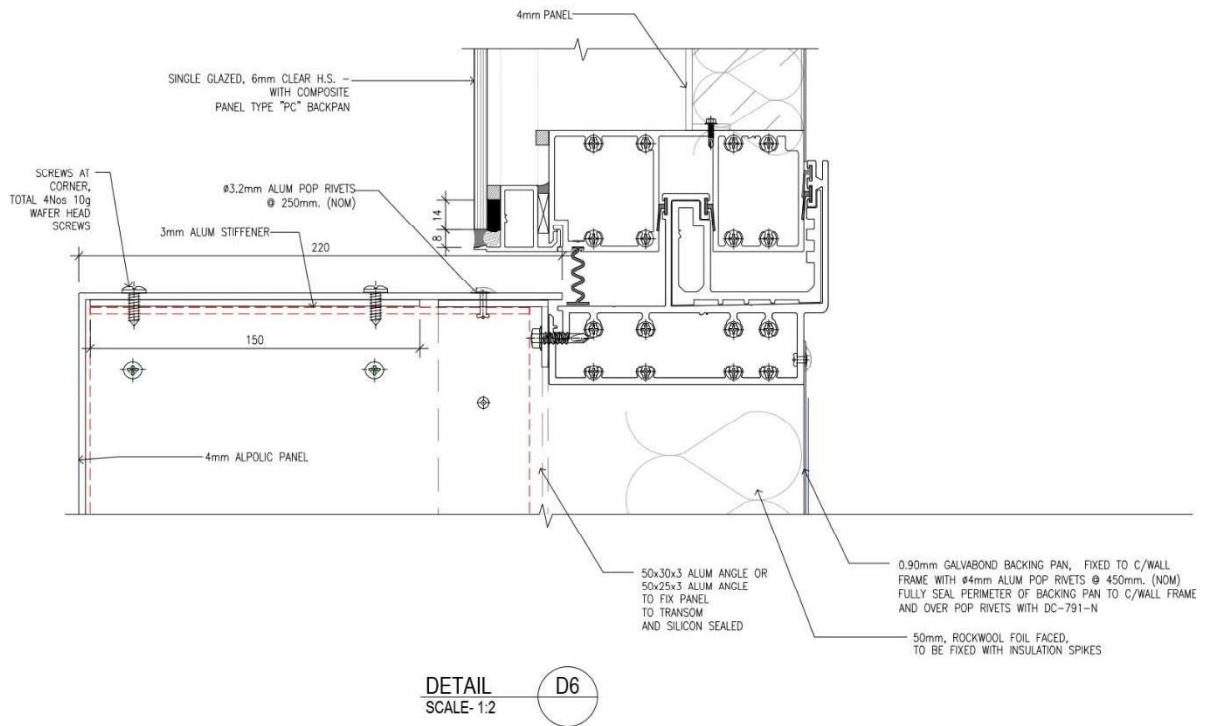 4mm PANEL
SINGLE GLAZED, 6mm CLEAR H.S. -
WITH COMPOSITE
PANEL TYPE "PC" BACKPAN
SCREWS AT
CORNER,
TOTAL 4Nos 10g
WAFER HEAD
SCREWS
ø3.2mm ALUM POP RIVETS
@ 250mm. (NOM)
14
8
3mm ALUM STIFFENER
220
150
4mm ALPOLIC PANEL
50x30x3 ALUM ANGLE OR
50x25x3 ALUM ANGLE
TO FIX PANEL
TO TRANSOM
AND SILICON SEALED
0.90mm GALVABOND BACKING PAN, FIXED TO C/WALL
FRAME WITH ø4mm ALUM POP RIVETS @ 450mm. (NOM)
FULLY SEAL PERIMETER OF BACKING PAN TO C/WALL FRAME
AND OVER POP RIVETS WITH DC-791-N
50mm, ROCKWOOL FOIL FACED,
TO BE FIXED WITH INSULATION SPIKES
DETAIL
SCALE- 1:2
D6